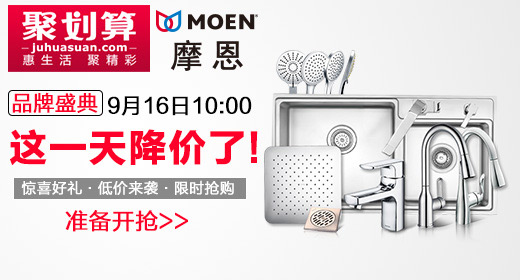 聚划算
juhuasuan.com
惠生活 聚精彩
MOEN®
摩恩
品牌盛典 9月16日10:00
这一天降价了!
惊喜好礼·低价来袭·限时抢购
准备开抢>>